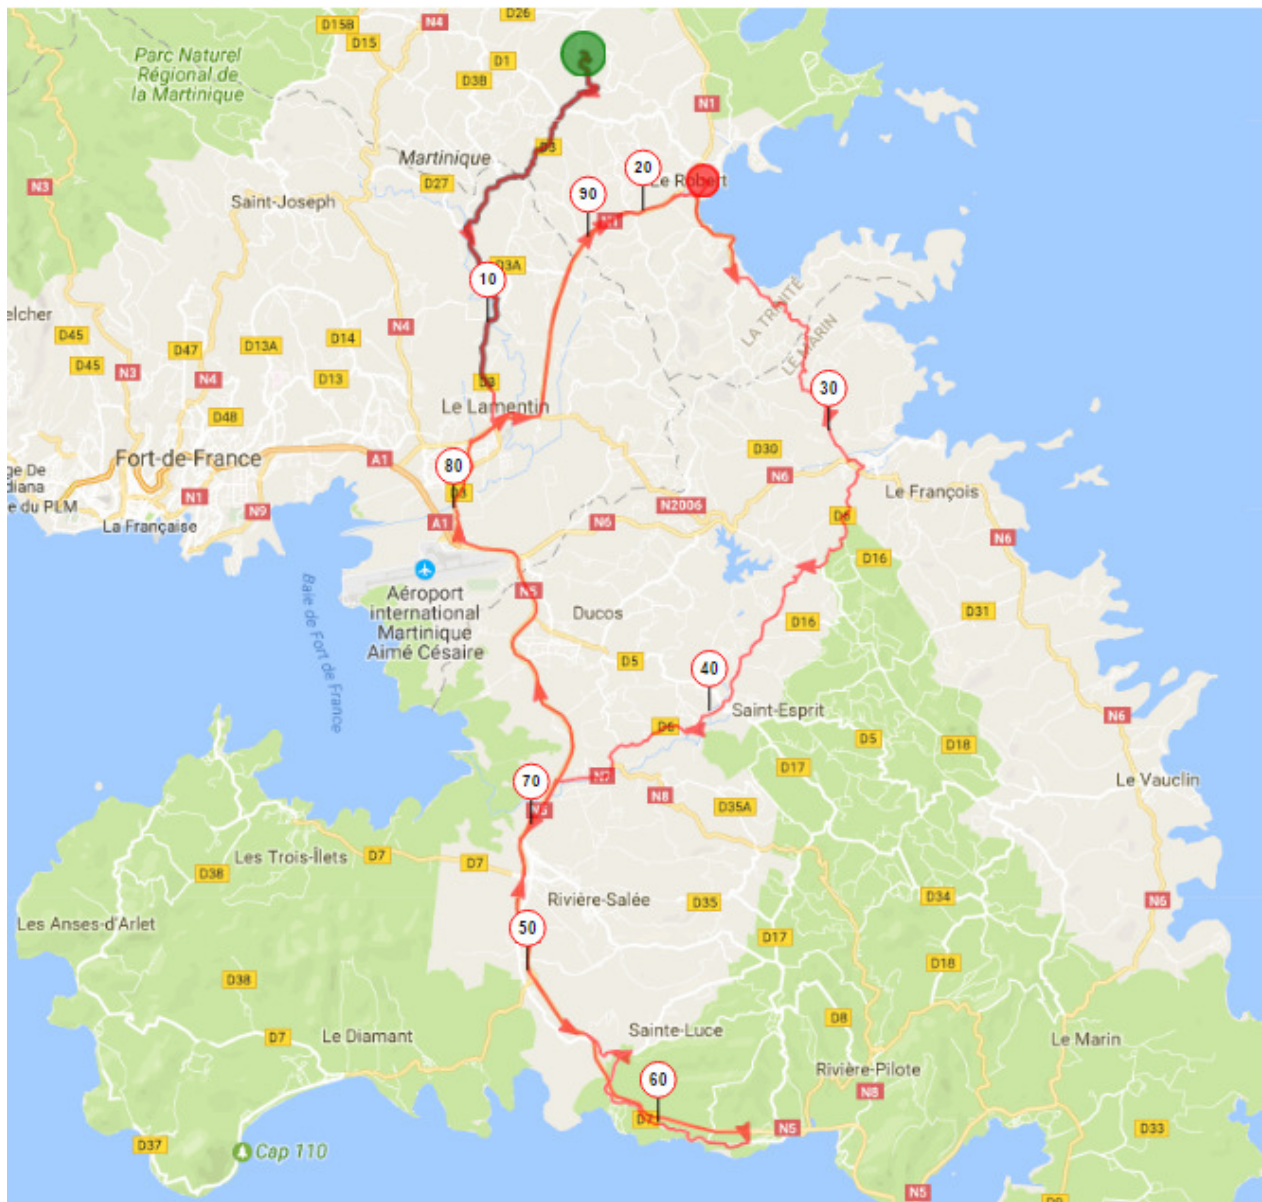 D26
D15B
N4
D15
Parc Naturel
Régional de
la Martinique
D1
D3B
N1
D3
Martinique
20
Le Robert
D27
N3
90
Saint-Joseph
N1
D3A
10
LA TRINITÉ
LE MARIN
elcher
D45
D14
N4
D47
D13A
D45
N3
N4
D13
D3
30
Le Lamentin
D48
D30
Fort-de-France
A1
80
N6
ge De
diana
e du PLM
N1
D3
Le François
La Française
N9
A1
N6
N2006
D6
N6
D16
Baie de Fort de France
Aéroport
international
Martinique
Aimé Césaire
N5
Ducos
D31
D16
D5
40
Saint-Esprit
D6
D5
D18
N6
D17
70
N7
Le Vauclin
N8
D35A
Les Trois-Îlets
D7
D7
D38
Rivière-Salée
D35
D34
N6
Les Anses-d'Arlet
50
D17
D18
D38
D7
Le Diamant
Sainte-Luce
D8
Le Marin
Rivière-Pilote
60
N8
D7
N5
D33
D37
Cap 110
N5